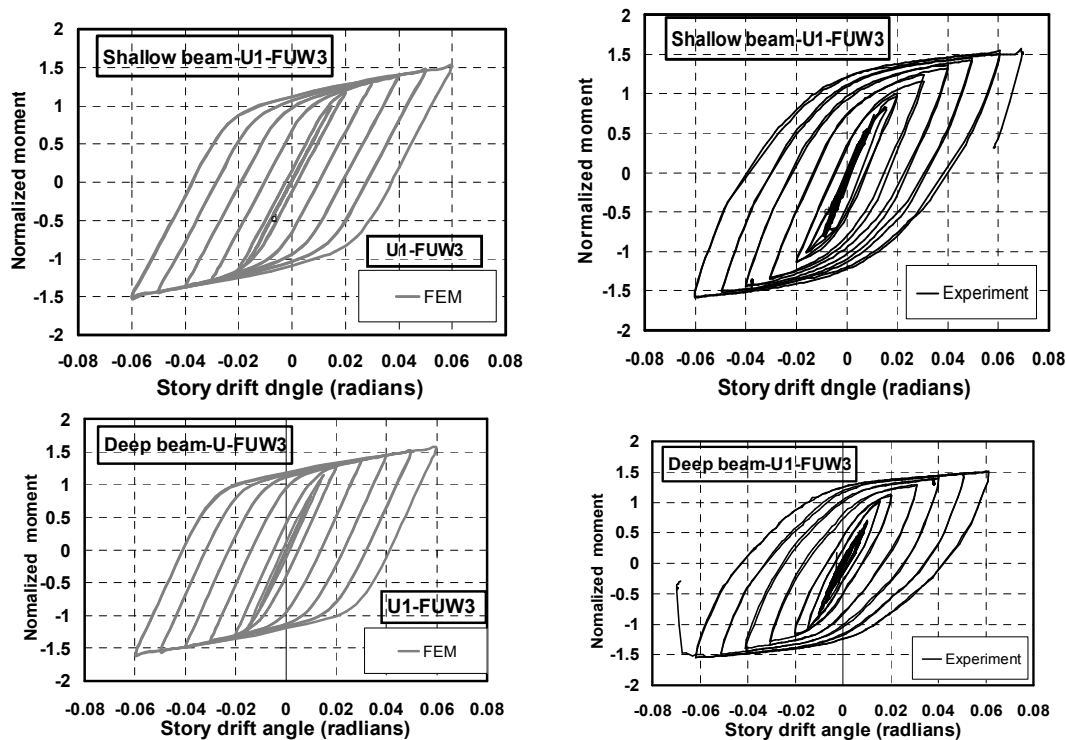 Shallow beam-U1-FUW3
2
1.5
1
0.5
0
-0.5
-1
-1.5
-2
Normalized moment
U1-FUW3
FEM
-0.08 -0.06 -0.04 -0.02 0 0.02 0.04 0.06 0.08
Story drift dngle (radians)
Shallow beam-U1-FUW3
2
1.5
1
0.5
0
-0.5
-1
-1.5
-2
Normalized moment
Experiment
-0.08 -0.06 -0.04 -0.02 0 0.02 0.04 0.06 0.08
Story drift dngle (radians)
Deep beam-U-FUW3
2
1.5
1
0.5
0
-0.5
-1
-1.5
-2
Normalized moment
U1-FUW3
FEM
-0.08 -0.06 -0.04 -0.02 0 0.02 0.04 0.06 0.08
Story drift angle (radians)
Deep beam-U1-FUW3
2
1.5
1
0.5
0
-0.5
-1
-1.5
-2
Nomalized moment
Experiment
-0.08 -0.06 -0.04 -0.02 0 0.02 0.04 0.06 0.08
Story drift angle (radians)